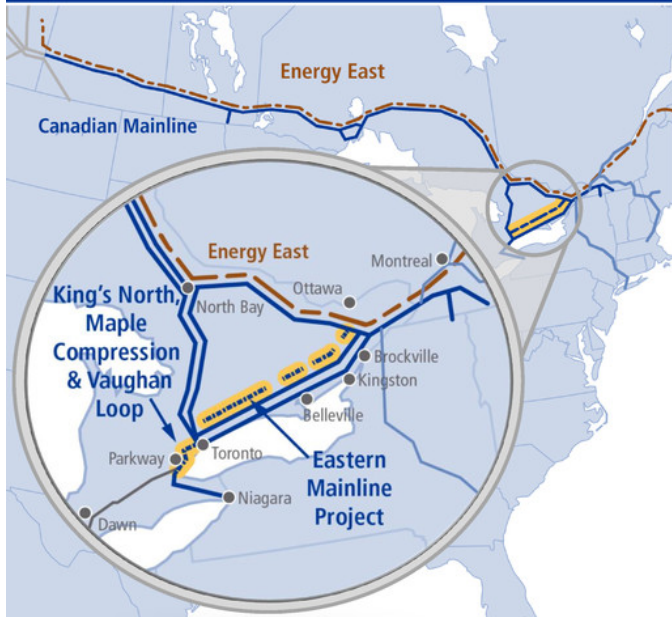 Energy East
Canadian Mainline
Energy East
Montreal
Ottawa
King's North,
Maple
Compression
& Vaughan
Loop
North Bay
Brockville
Kingston
Belleville
Toronto
Parkway
Eastern
Mainline
Project
Niagara
Dawn